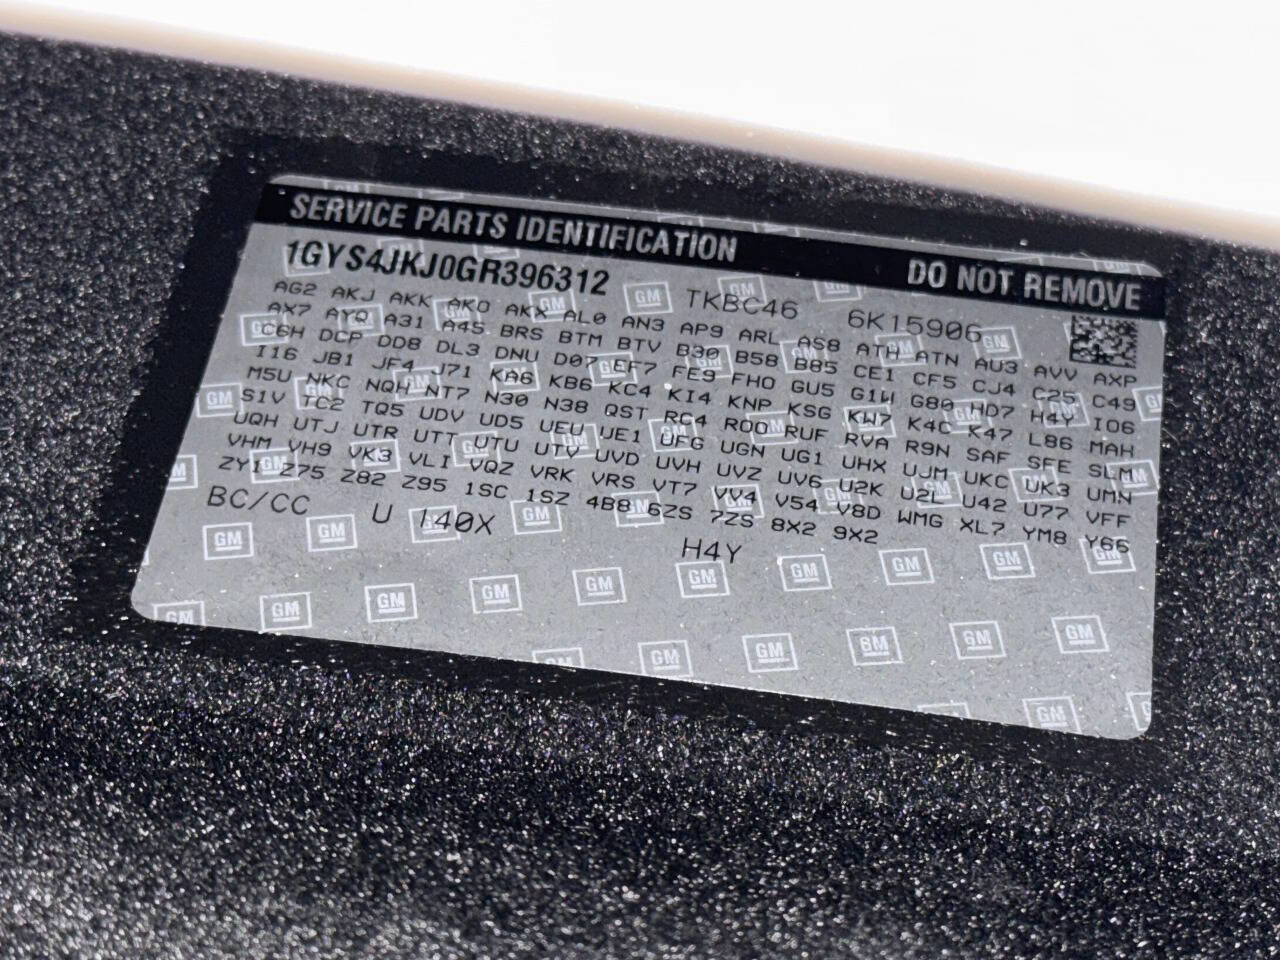 SERVICE PARTS IDENTIFICATION DO NOT REMOVE
1GYS4JKJ0GR396312 TKBC46 6K15906
AG2 AKJ AKK AKO AKX AL0 AN3 AP9 ARL AS8 ATH ATN AU3 AVV AXP
AX7 AYQ A31 A45 BRS BTM BTV B30 B58 B85 CE1 CF5 CJ4 C25 C49
C6H DCP DD8 DL3 DNU D07 EF7 FE9 FHO GU5 G1W G80 HD7 H4Y I06
I16 JB1 JF4 J71 KA6 KB6 KC4 KI4 KNP KSG KW7 K4C K47 L86 MAH
M5U NKC NQH NT7 N30 N38 QST RC4 ROO RUF RVA R9N SAF SFE SLM
S1V TC2 TQ5 UDV UD5 UEU UE1 UFG UGN UG1 UHX UJM UKC UK3 UMN
UQH UTJ UTR UTT UTU UTV UVD UVH UVZ UV6 U2K U2L U42 U77 VFF
VHM VH9 VK3 VLI VQZ VRK VRS VT7 VV4 V54 V8D WMG XL7 YM8 Y66
ZY1 Z75 Z82 Z95 1SC 1SZ 4B8 6ZS 7ZS 8X2 9X2
BC/CC U 140X H4Y